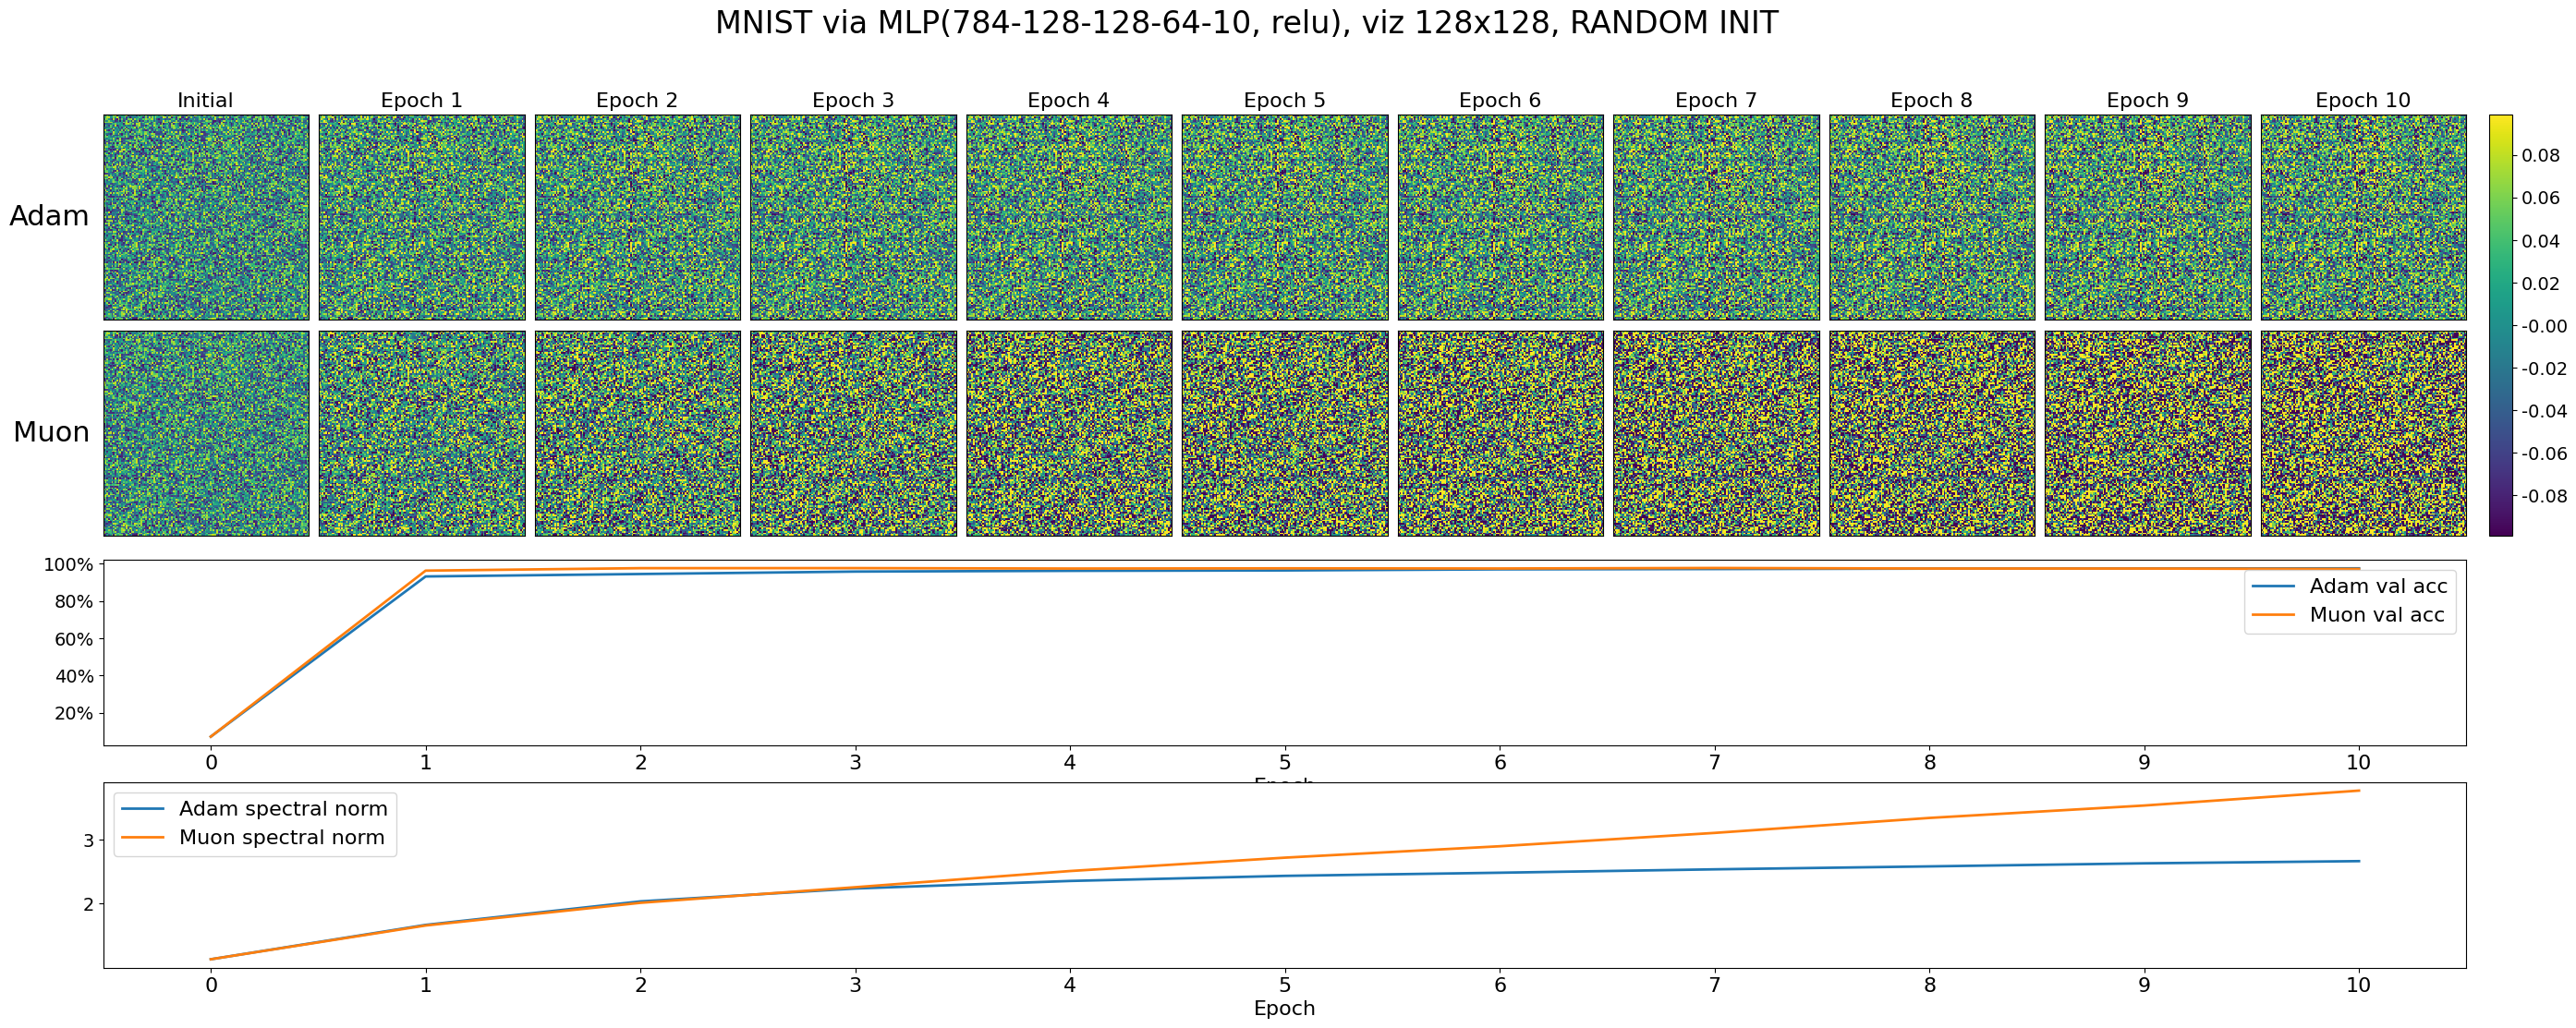 MNIST via MLP(784-128-128-64-10, relu), viz 128x128, RANDOM INIT
Initial Epoch 1 Epoch 2 Epoch 3 Epoch 4 Epoch 5 Epoch 6 Epoch 7 Epoch 8 Epoch 9 Epoch 10
Adam
Muon
0.08
0.06
0.04
0.02
-0.00
-0.02
-0.04
-0.06
-0.08
100%
80%
60%
40%
20%
Adam val acc
Muon val acc
0 1 2 3 4 5 6 7 8 9 10
Epoch
Adam spectral norm
Muon spectral norm
3
2
0 1 2 3 4 5 6 7 8 9 10
Epoch